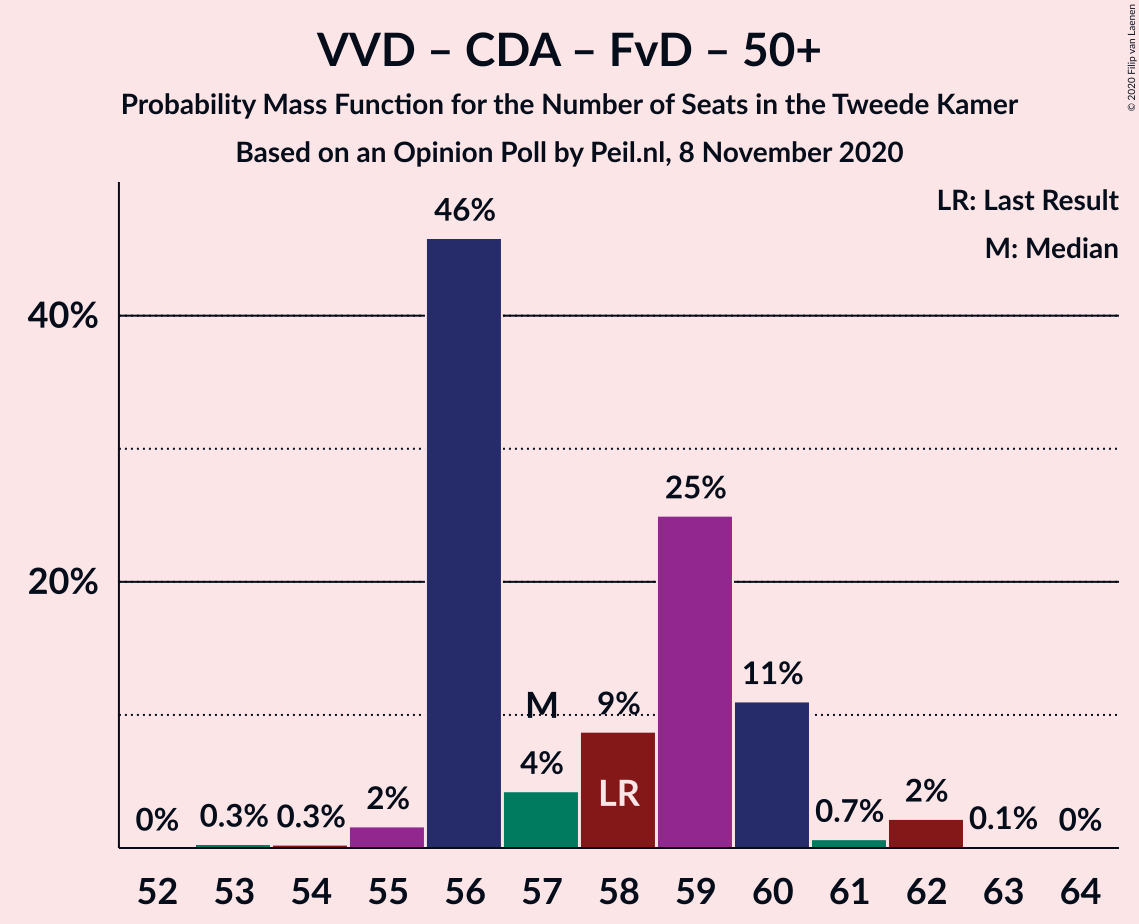 VVD – CDA – FvD – 50+
Probability Mass Function for the Number of Seats in the Tweede Kamer
Based on an Opinion Poll by Peil.nl, 8 November 2020
© 2020 Filip van Laenen
LR: Last Result
M: Median
40%
20%
0%
0.3%
0.3%
2%
46%
M
4%
9%
LR
25%
11%
0.7%
2%
0.1%
0%
52 53 54 55 56 57 58 59 60 61 62 63 64